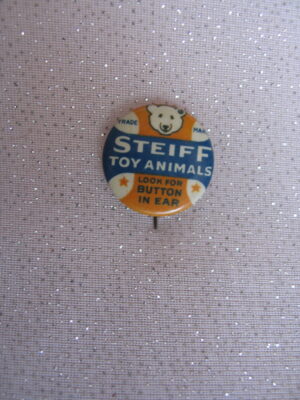 TRADE MARK
STEIFF
TOY ANIMALS
LOOK FOR
BUTTON
IN EAR